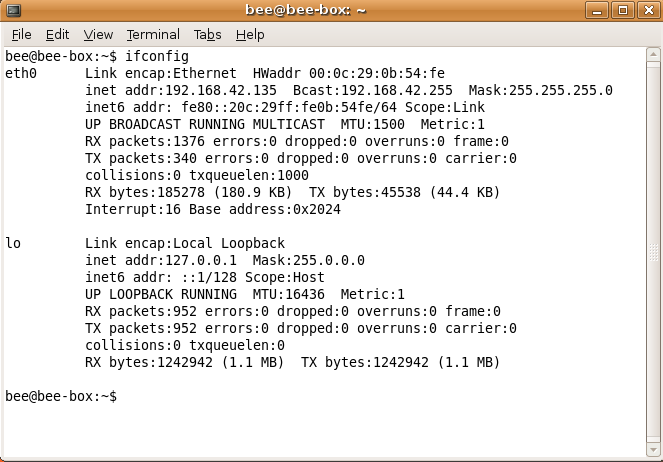 bee@bee-box: ~
File Edit View Terminal Tabs Help
bee@bee-box:~$ ifconfig
eth0      Link encap:Ethernet  HWaddr 00:0c:29:0b:54:fe
          inet addr:192.168.42.135  Bcast:192.168.42.255  Mask:255.255.255.0
          inet6 addr: fe80::20c:29ff:fe0b:54fe/64 Scope:Link
          UP BROADCAST RUNNING MULTICAST  MTU:1500  Metric:1
          RX packets:1376 errors:0 dropped:0 overruns:0 frame:0
          TX packets:340 errors:0 dropped:0 overruns:0 carrier:0
          collisions:0 txqueuelen:1000
          RX bytes:185278 (180.9 KB)  TX bytes:45538 (44.4 KB)
          Interrupt:16 Base address:0x2024
lo        Link encap:Local Loopback
          inet addr:127.0.0.1  Mask:255.0.0.0
          inet6 addr: ::1/128 Scope:Host
          UP LOOPBACK RUNNING  MTU:16436  Metric:1
          RX packets:952 errors:0 dropped:0 overruns:0 frame:0
          TX packets:952 errors:0 dropped:0 overruns:0 carrier:0
          collisions:0 txqueuelen:0
          RX bytes:1242942 (1.1 MB)  TX bytes:1242942 (1.1 MB)
bee@bee-box:~$